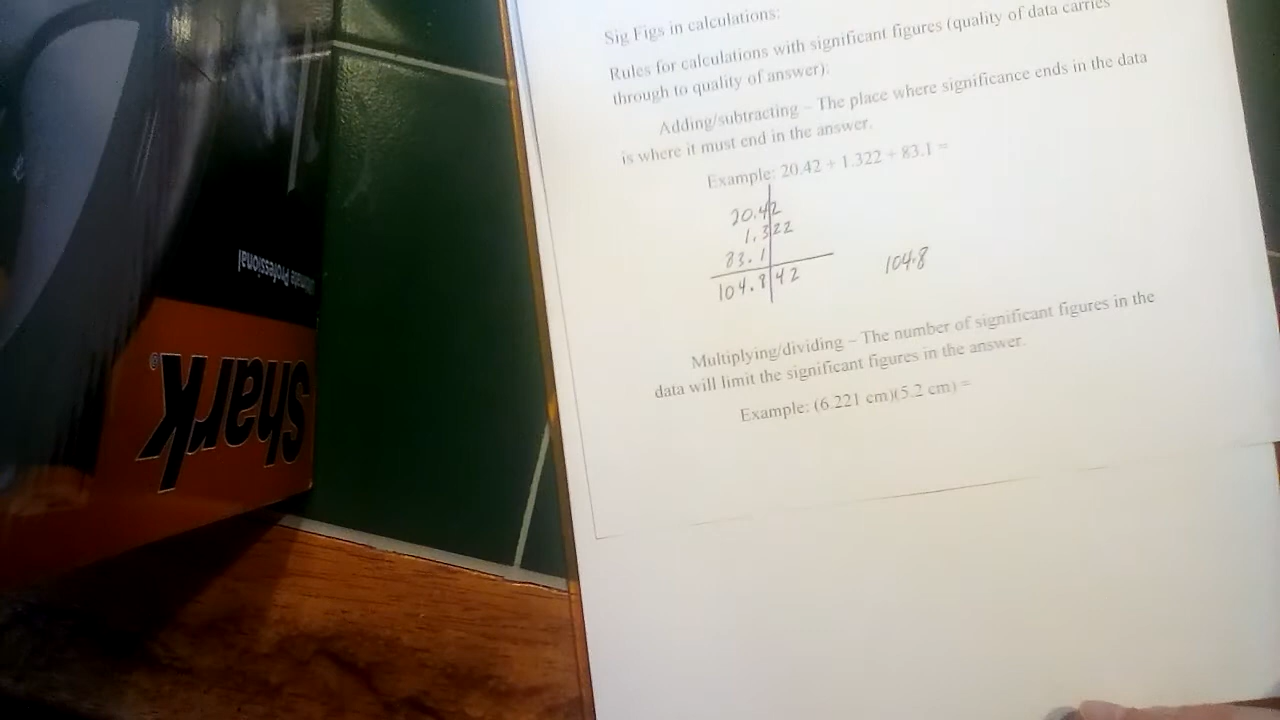 Sig Figs in calculations:
Rules for calculations with significant figures (quality of data carries
through to quality of answer):
Adding/subtracting – The place where significance ends in the data
is where it must end in the answer.
Example: 20.42 + 1.322 + 83.1 =
20.42
1.322
83.1
104.842
104.8
Multiplying/dividing – The number of significant figures in the
data will limit the significant figures in the answer.
Example: (6.221 cm)(5.2 cm) =
Shark®
Professional